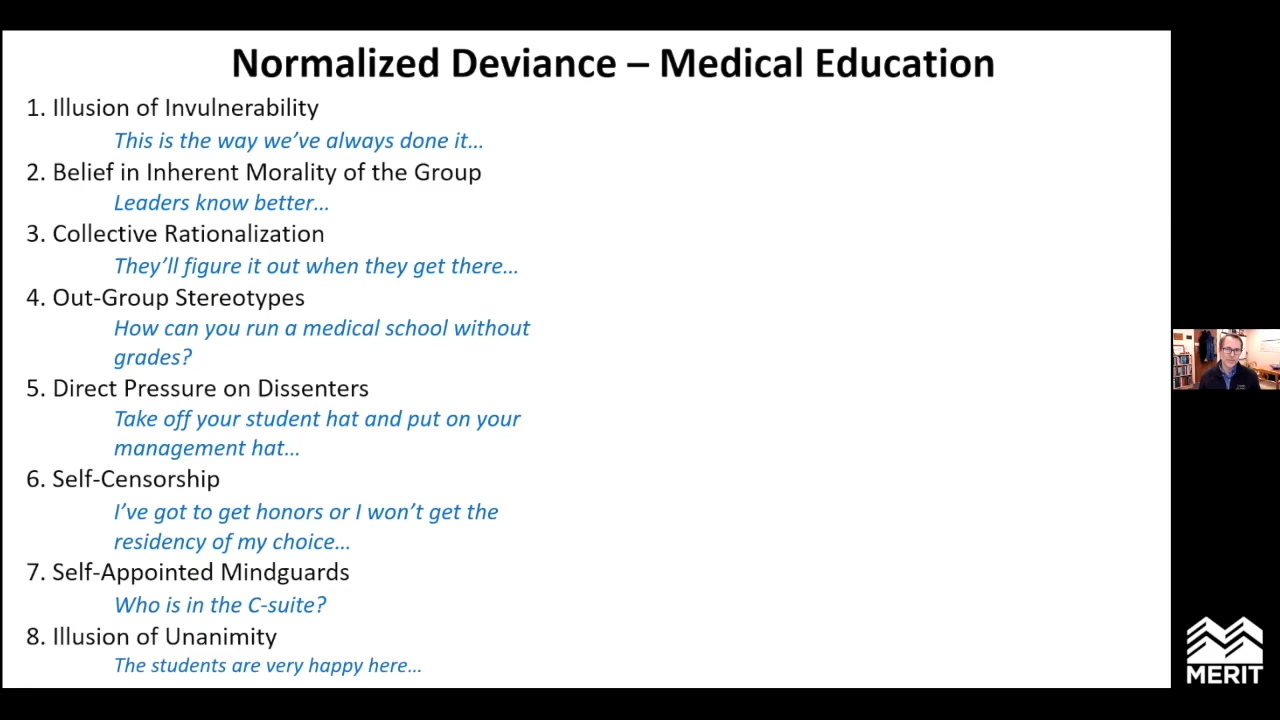 Normalized Deviance – Medical Education
1. Illusion of Invulnerability
This is the way we’ve always done it…
2. Belief in Inherent Morality of the Group
Leaders know better…
3. Collective Rationalization
They’ll figure it out when they get there…
4. Out-Group Stereotypes
How can you run a medical school without
grades?
5. Direct Pressure on Dissenters
Take off your student hat and put on your
management hat…
6. Self-Censorship
I’ve got to get honors or I won’t get the
residency of my choice…
7. Self-Appointed Mindguards
Who is in the C-suite?
8. Illusion of Unanimity
The students are very happy here…
MERIT